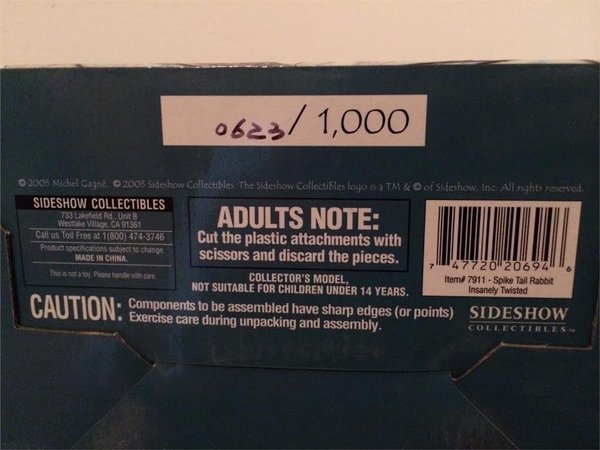 0623/1,000
© 2005 Michel Gagné. © 2005 Sideshow Collectibles. The Sideshow Collectibles logo is a TM & © of Sideshow, Inc. All rights reserved.
SIDESHOW COLLECTIBLES
733 Lakefield Rd., Unit B
Westlake Village, CA 91361
Call us Toll Free at 1(800) 474-3746
Product specifications subject to change.
MADE IN CHINA.
This is not a toy. Please handle with care.
ADULTS NOTE:
Cut the plastic attachments with
scissors and discard the pieces.
COLLECTOR'S MODEL,
NOT SUITABLE FOR CHILDREN UNDER 14 YEARS.
7 47720 20694 6
Item# 7911 - Spike Tail Rabbit
Insanely Twisted
CAUTION: Components to be assembled have sharp edges (or points)
Exercise care during unpacking and assembly.
SIDESHOW
COLLECTIBLES™